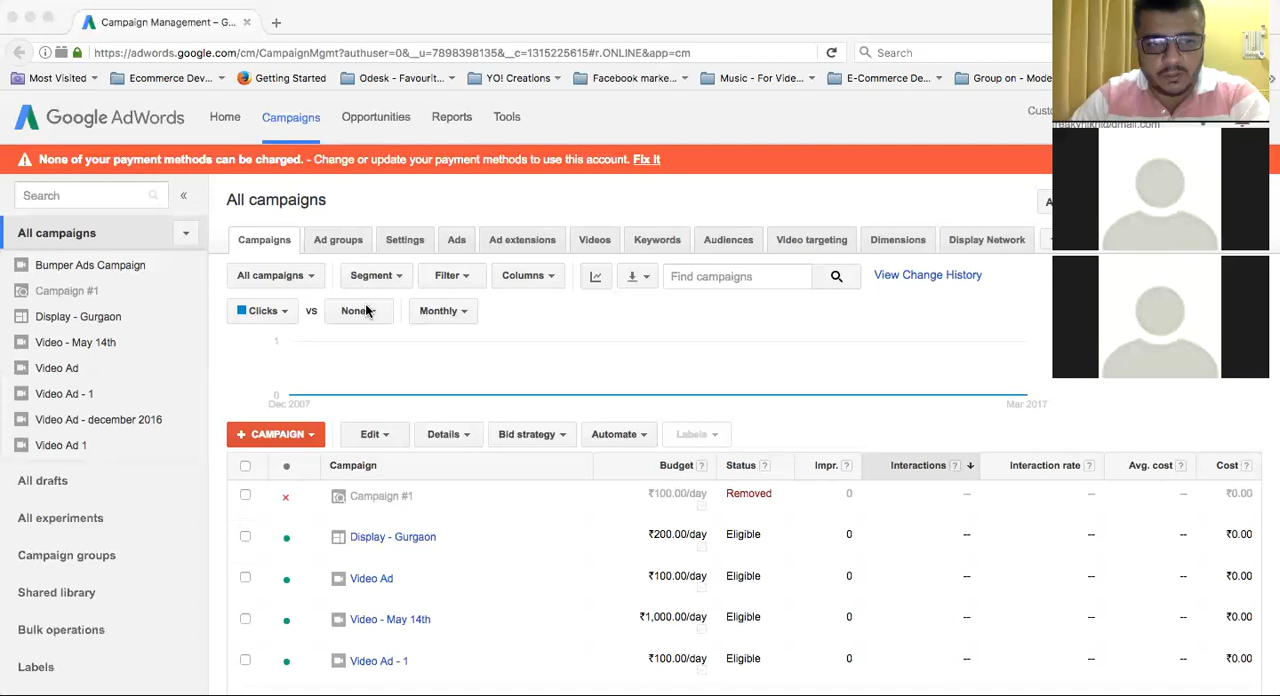 Campaign Management – G...
https://adwords.google.com/cm/CampaignMgmt?authuser=0&__u=7898398135&__c=1315225615#r.ONLINE&app=cm
Search
Most Visited
Ecommerce Dev...
Getting Started
Odesk - Favourit...
YO! Creations
Facebook marke...
Music - For Vide...
E-Commerce De...
Group on - Mode
Google AdWords
Home
Campaigns
Opportunities
Reports
Tools
None of your payment methods can be charged. - Change or update your payment methods to use this account. Fix it
Search
«
All campaigns
Bumper Ads Campaign
Campaign #1
Display - Gurgaon
Video - May 14th
Video Ad
Video Ad - 1
Video Ad - december 2016
Video Ad 1
All drafts
All experiments
Campaign groups
Shared library
Bulk operations
Labels
All campaigns
Campaigns
Ad groups
Settings
Ads
Ad extensions
Videos
Keywords
Audiences
Video targeting
Dimensions
Display Network
All campaigns
Segment
Filter
Columns
Find campaigns
View Change History
Clicks
vs
None
Monthly
1
0
Dec 2007
Mar 2017
+ CAMPAIGN
Edit
Details
Bid strategy
Automate
Labels
Campaign Budget ? Status ? Impr. ? Interactions ? Interaction rate ? Avg. cost ? Cost ?
Campaign #1 ₹100.00/day Removed 0 -- -- -- ₹0.00
Display - Gurgaon ₹200.00/day Eligible 0 -- -- -- ₹0.00
Video Ad ₹100.00/day Eligible 0 -- -- -- ₹0.00
Video - May 14th ₹1,000.00/day Eligible 0 -- -- -- ₹0.00
Video Ad - 1 ₹100.00/day Eligible 0 -- -- -- ₹0.00